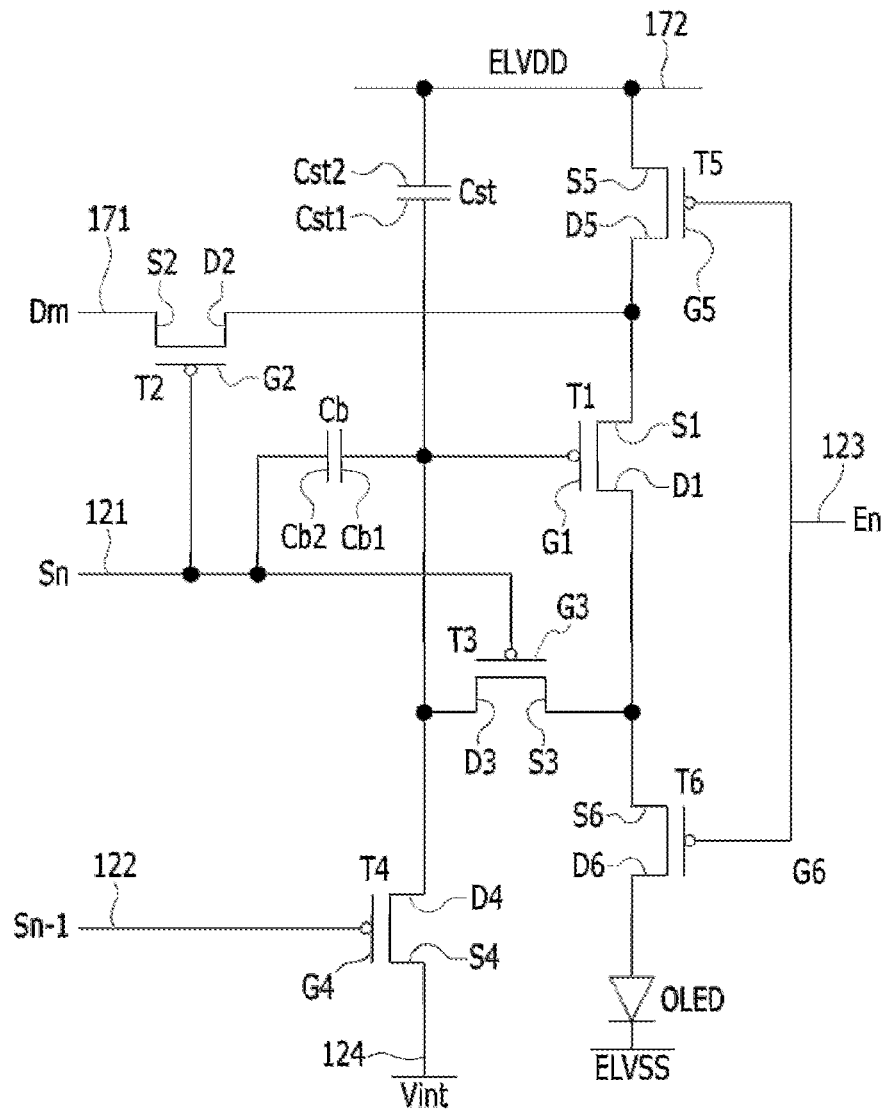 172
ELVDD
Cst2
Cst
Cst1
S5
T5
D5
G5
171
S2
D2
Dm
T2
G2
Cb
T1
S1
D1
G1
Cb2
Cb1
123
En
121
Sn
T3
G3
D3
S3
T6
S6
D6
G6
122
T4
D4
Sn-1
S4
G4
OLED
124
ELVSS
Vint